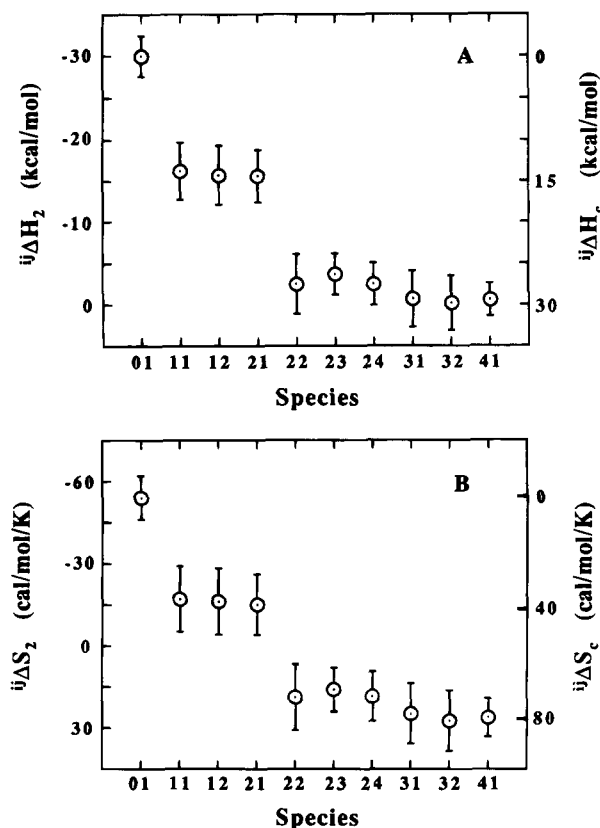 A
ijΔH2 (kcal/mol)
-30
-20
-10
0
ijΔHc (kcal/mol)
0
15
30
01 11 12 21 22 23 24 31 32 41
Species
B
ijΔS2 (cal/mol/K)
-60
-30
0
30
ijΔSc (cal/mol/K)
0
40
80
01 11 12 21 22 23 24 31 32 41
Species